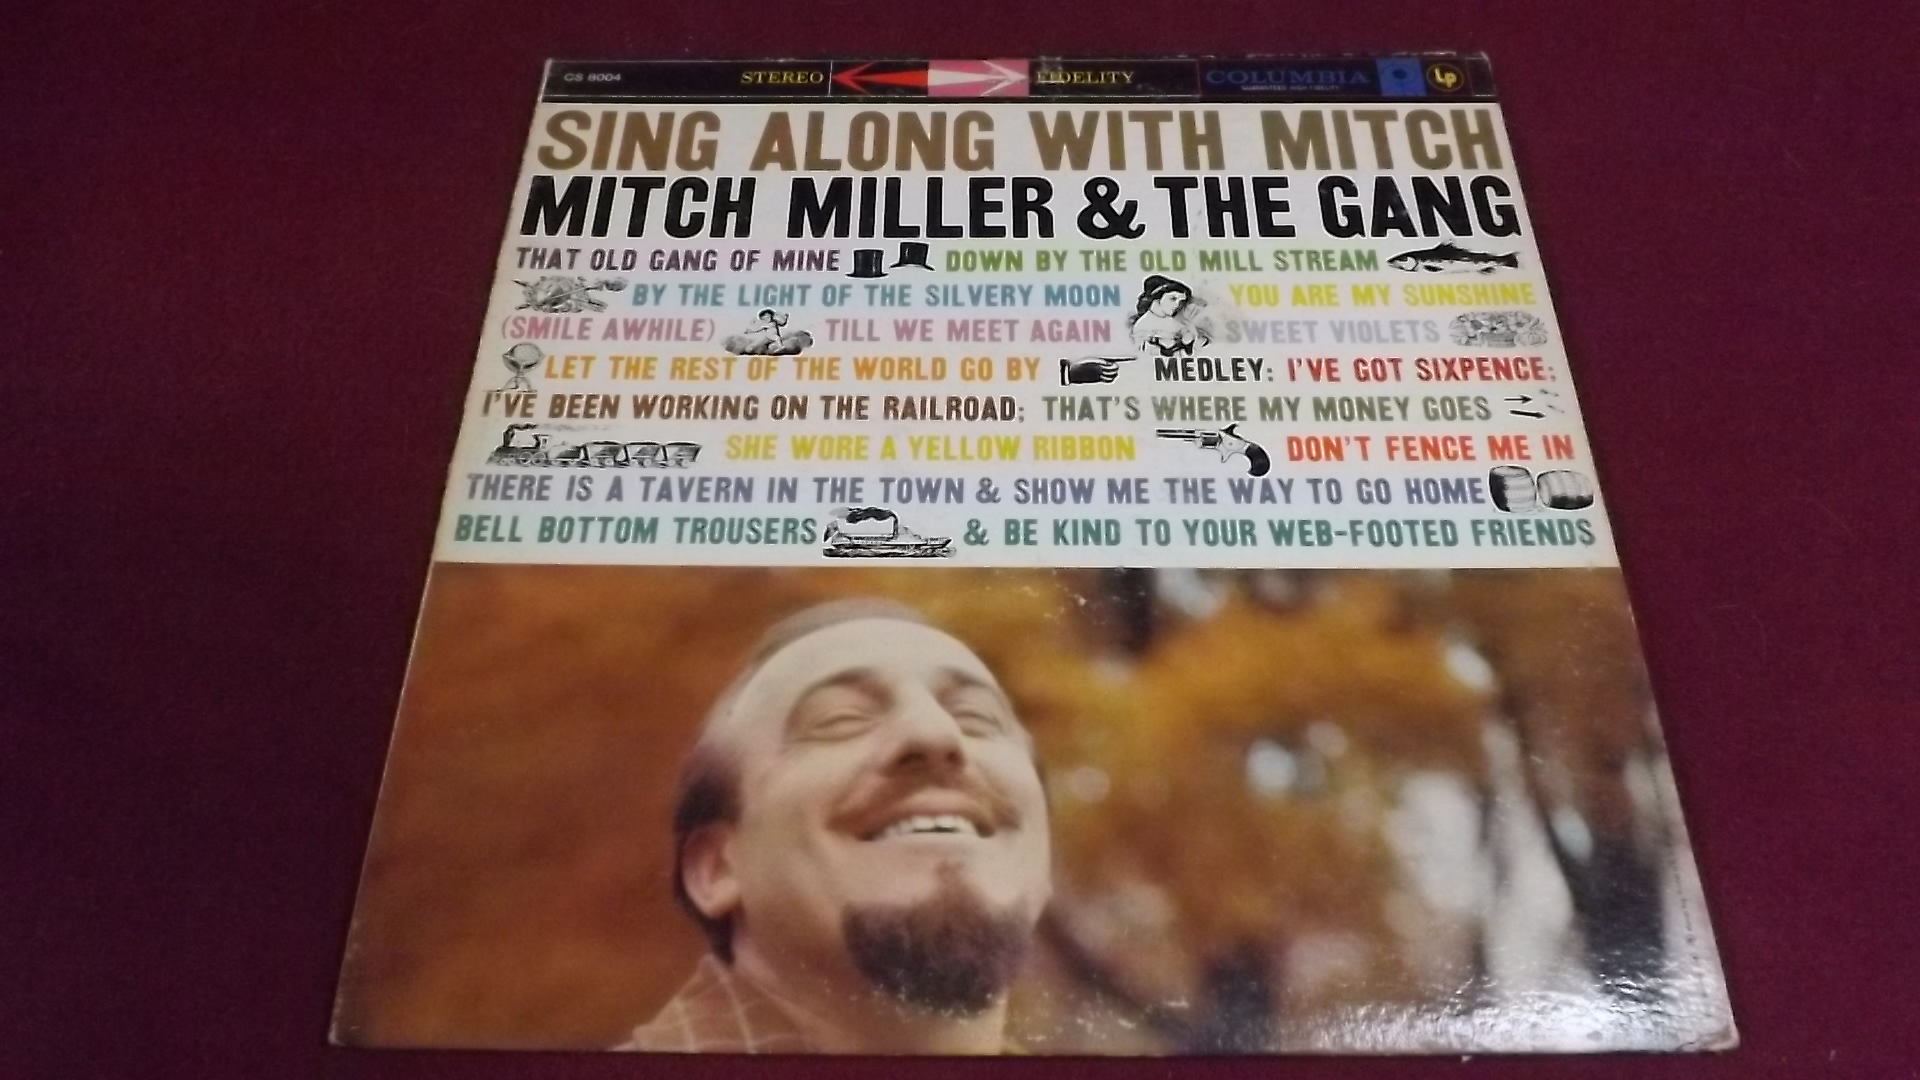 CS 8004 STEREO FIDELITY COLUMBIA Lp
GUARANTEED HIGH FIDELITY
SING ALONG WITH MITCH
MITCH MILLER & THE GANG
THAT OLD GANG OF MINE DOWN BY THE OLD MILL STREAM
BY THE LIGHT OF THE SILVERY MOON YOU ARE MY SUNSHINE
(SMILE AWHILE) TILL WE MEET AGAIN SWEET VIOLETS
LET THE REST OF THE WORLD GO BY MEDLEY: I'VE GOT SIXPENCE;
I'VE BEEN WORKING ON THE RAILROAD; THAT'S WHERE MY MONEY GOES
SHE WORE A YELLOW RIBBON DON'T FENCE ME IN
THERE IS A TAVERN IN THE TOWN & SHOW ME THE WAY TO GO HOME
BELL BOTTOM TROUSERS & BE KIND TO YOUR WEB-FOOTED FRIENDS